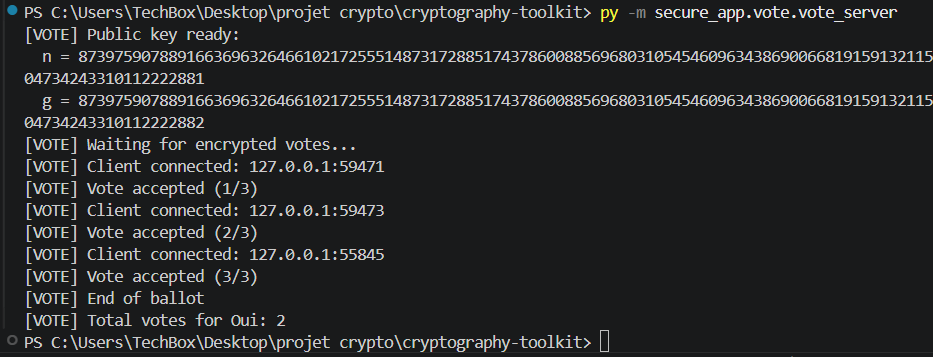 PS C:\Users\TechBox\Desktop\projet crypto\cryptography-toolkit> py -m secure_app.vote.vote_server
[VOTE] Public key ready:
  n = 87397590788916636963264661021725551487317288517437860088569680310545460963438690066819159132115
04734243310112222881
  g = 87397590788916636963264661021725551487317288517437860088569680310545460963438690066819159132115
04734243310112222882
[VOTE] Waiting for encrypted votes...
[VOTE] Client connected: 127.0.0.1:59471
[VOTE] Vote accepted (1/3)
[VOTE] Client connected: 127.0.0.1:59473
[VOTE] Vote accepted (2/3)
[VOTE] Client connected: 127.0.0.1:55845
[VOTE] Vote accepted (3/3)
[VOTE] End of ballot
[VOTE] Total votes for Oui: 2
PS C:\Users\TechBox\Desktop\projet crypto\cryptography-toolkit>